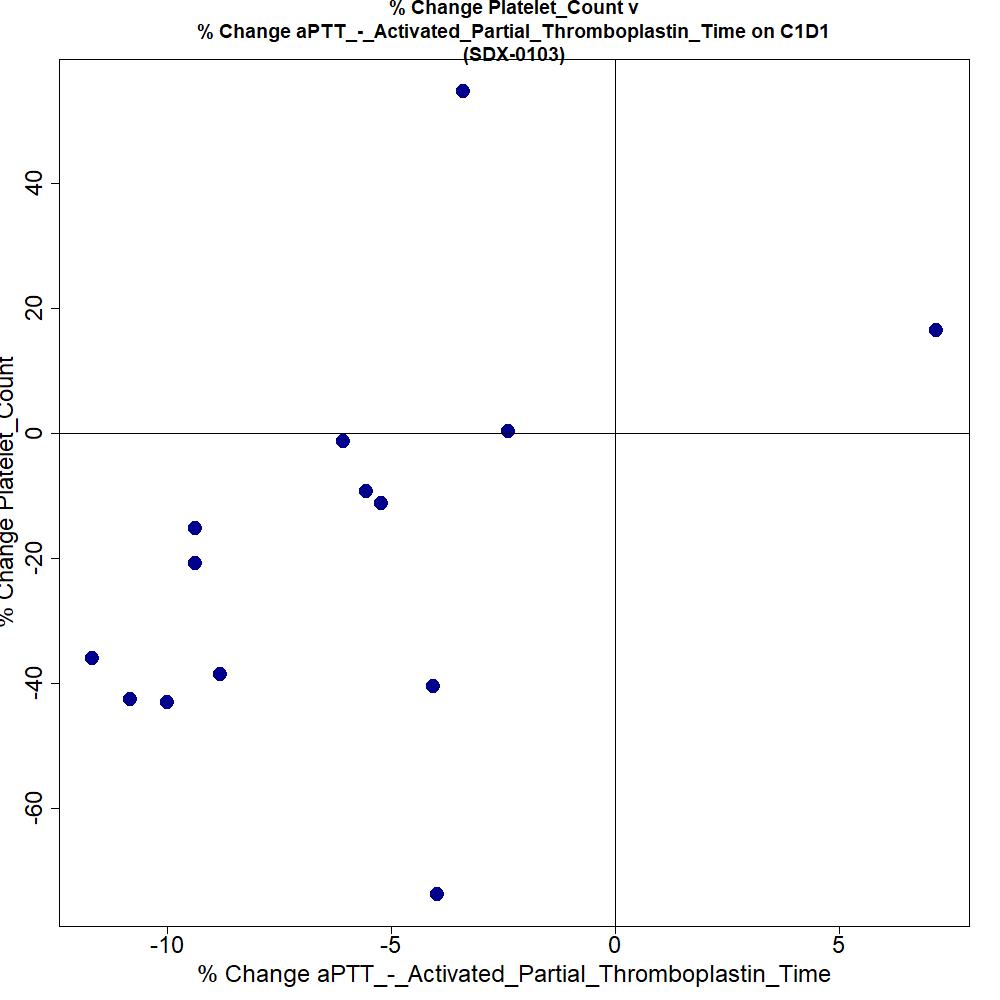 % Change Platelet_Count v
% Change aPTT_-_Activated_Partial_Thromboplastin_Time on C1D1
(SDX-0103)
% Change Platelet_Count
40
20
0
-20
-40
-60
-10
-5
0
5
% Change aPTT_-_Activated_Partial_Thromboplastin_Time